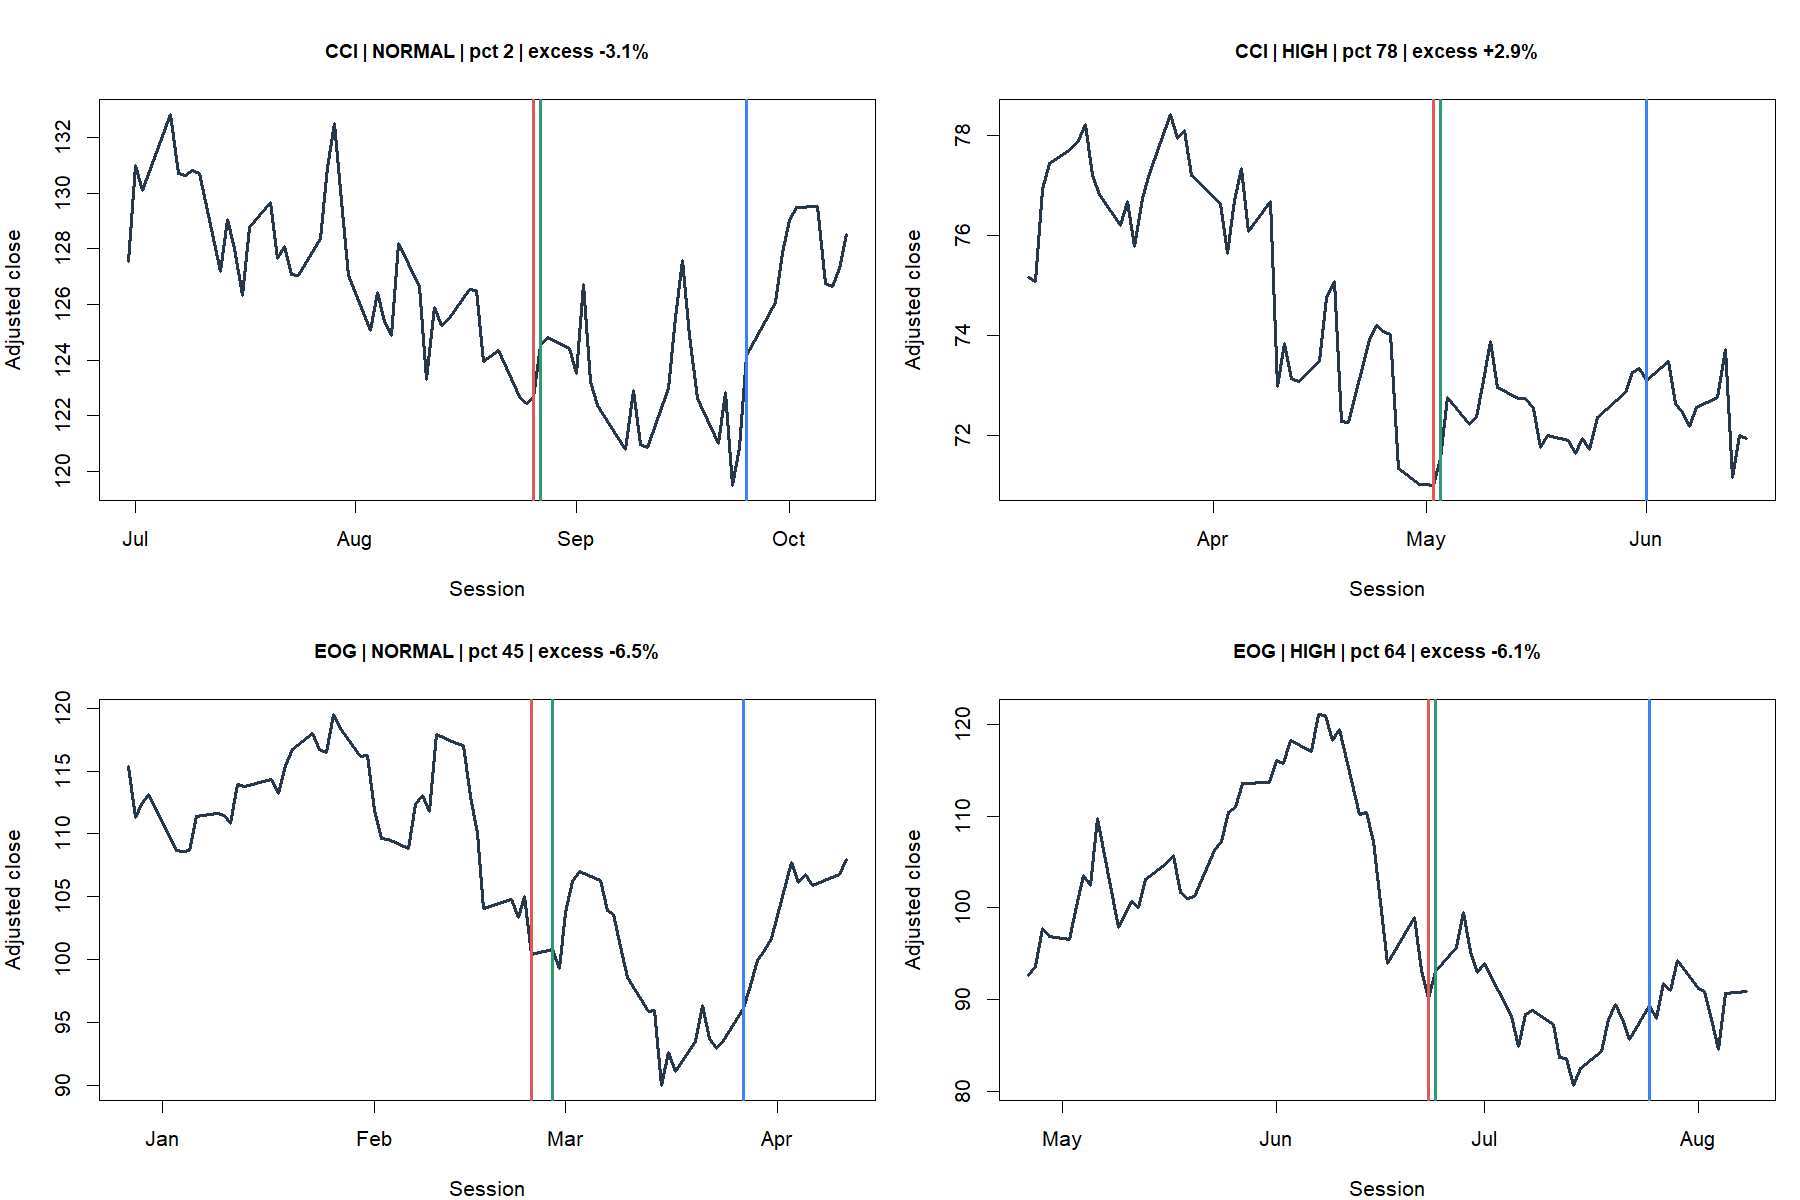 CCI | NORMAL | pct 2 | excess -3.1%
Adjusted close
132
130
128
126
124
122
120
Jul Aug Sep Oct
Session
CCI | HIGH | pct 78 | excess +2.9%
Adjusted close
78
76
74
72
Apr May Jun
Session
EOG | NORMAL | pct 45 | excess -6.5%
Adjusted close
120
115
110
105
100
95
90
Jan Feb Mar Apr
Session
EOG | HIGH | pct 64 | excess -6.1%
Adjusted close
120
110
100
90
80
May Jun Jul Aug
Session